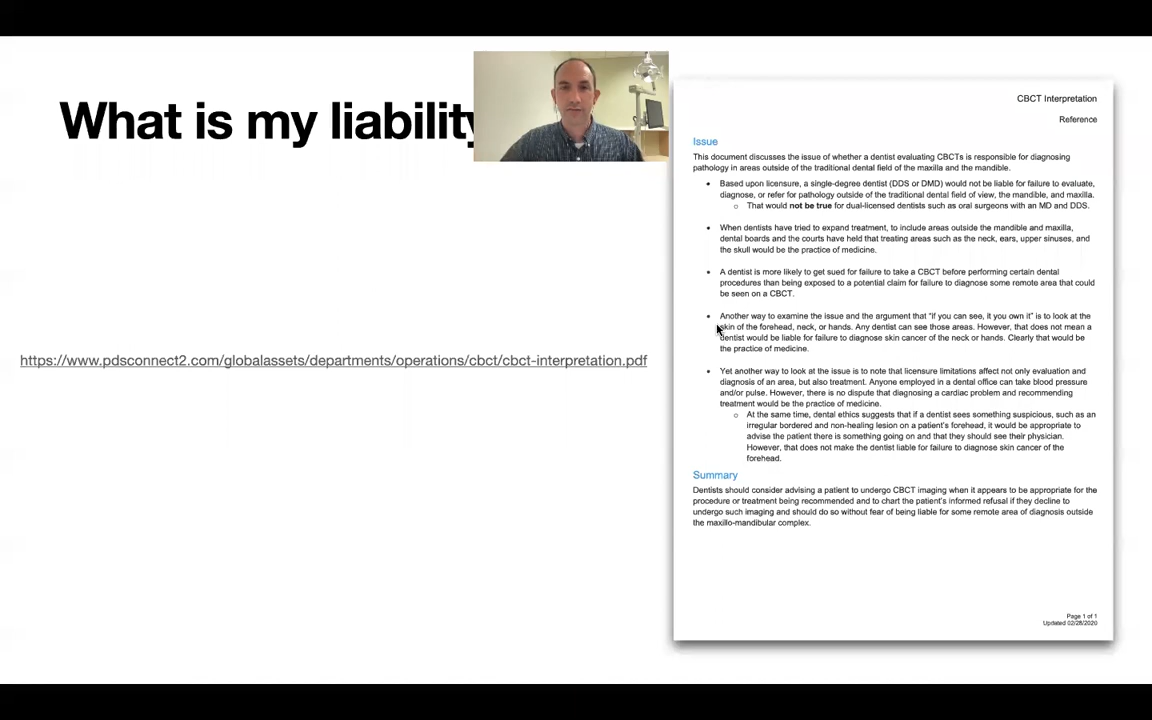 What is my liability
https://www.pdsconnect2.com/globalassets/departments/operations/cbct/cbct-interpretation.pdf
CBCT Interpretation
Reference
Issue
This document discusses the issue of whether a dentist evaluating CBCTs is responsible for diagnosing
pathology in areas outside of the traditional dental field of the maxilla and the mandible.
• Based upon licensure, a single-degree dentist (DDS or DMD) would not be liable for failure to evaluate,
diagnose, or refer for pathology outside of the traditional dental field of view, the mandible, and maxilla.
o That would not be true for dual-licensed dentists such as oral surgeons with an MD and DDS.
• When dentists have tried to expand treatment, to include areas outside the mandible and maxilla,
dental boards and the courts have held that treating areas such as the neck, ears, upper sinuses, and
the skull would be the practice of medicine.
• A dentist is more likely to get sued for failure to take a CBCT before performing certain dental
procedures than being exposed to a potential claim for failure to diagnose some remote area that could
be seen on a CBCT.
• Another way to examine the issue and the argument that "if you can see, it you own it" is to look at the
skin of the forehead, neck, or hands. Any dentist can see those areas. However, that does not mean a
dentist would be liable for failure to diagnose skin cancer of the neck or hands. Clearly that would be
the practice of medicine.
• Yet another way to look at the issue is to note that licensure limitations affect not only evaluation and
diagnosis of an area, but also treatment. Anyone employed in a dental office can take blood pressure
and/or pulse. However, there is no dispute that diagnosing a cardiac problem and recommending
treatment would be the practice of medicine.
o At the same time, dental ethics suggests that if a dentist sees something suspicious, such as an
irregular bordered and non-healing lesion on a patient's forehead, it would be appropriate to
advise the patient there is something going on and that they should see their physician.
However, that does not make the dentist liable for failure to diagnose skin cancer of the
forehead.
Summary
Dentists should consider advising a patient to undergo CBCT imaging when it appears to be appropriate for the
procedure or treatment being recommended and to chart the patient's informed refusal if they decline to
undergo such imaging and should do so without fear of being liable for some remote area of diagnosis outside
the maxillo-mandibular complex.
Page 1 of 1
Updated 02/28/2020